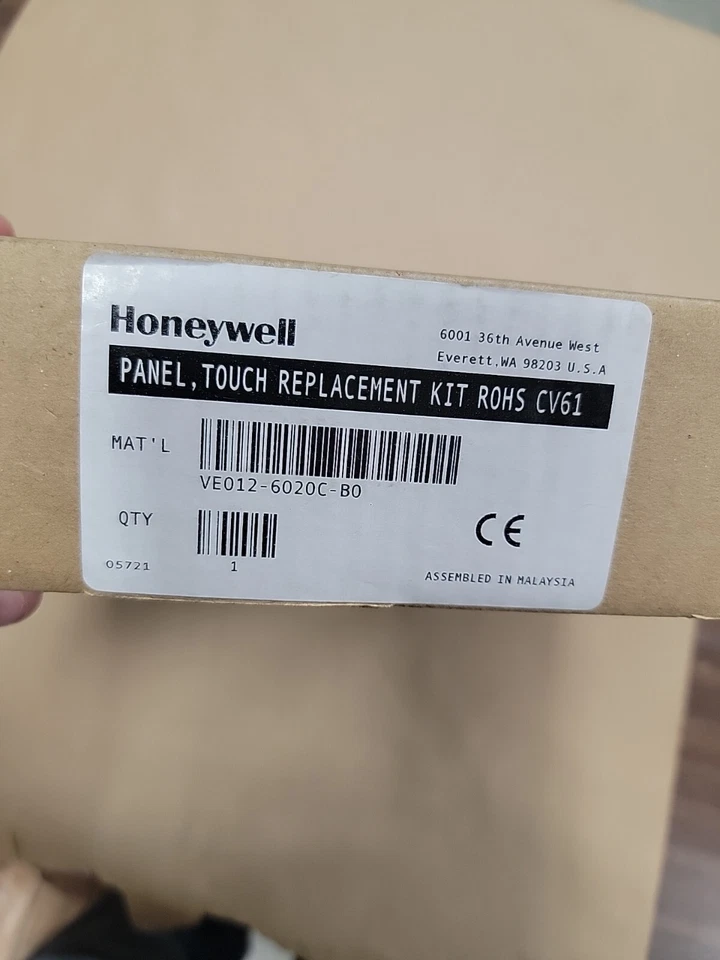 Honeywell
6001 36th Avenue West
Everett,WA 98203 U.S.A
PANEL,TOUCH REPLACEMENT KIT ROHS CV61
MAT'L
VE012-6020C-B0
QTY
1
CE
05721
ASSEMBLED IN MALAYSIA